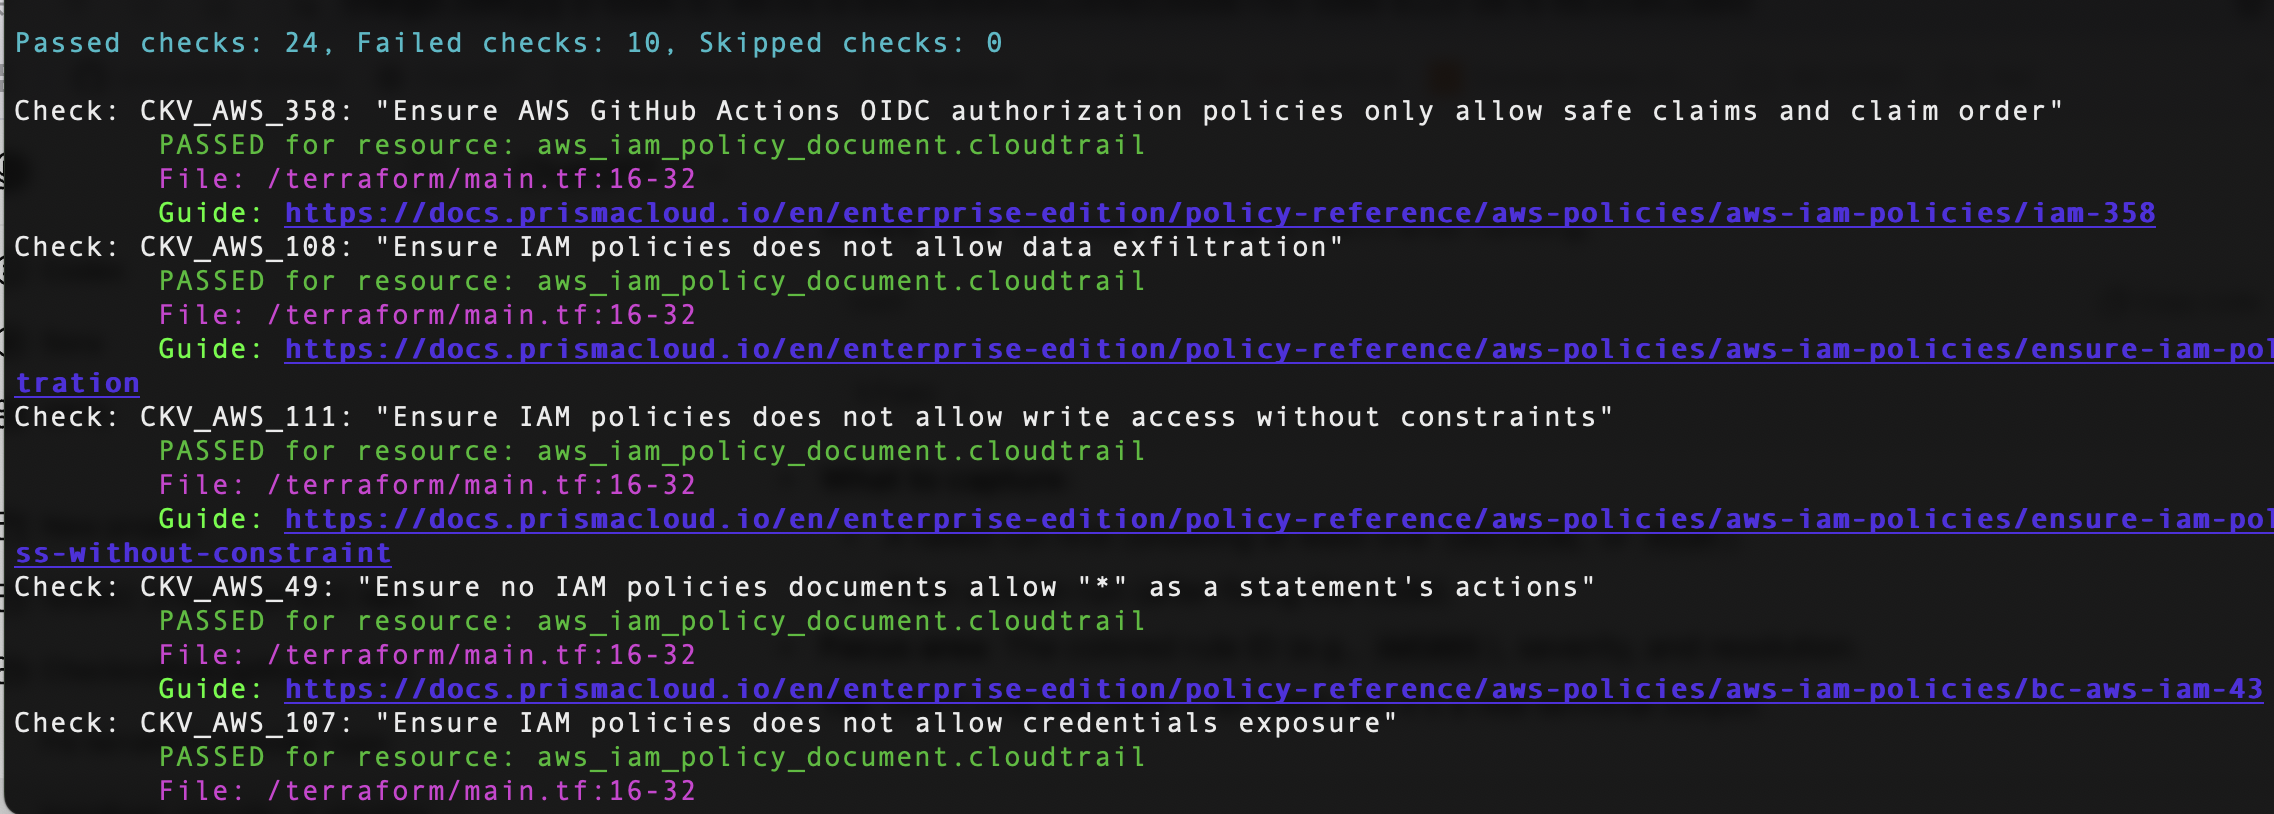 Passed checks: 24, Failed checks: 10, Skipped checks: 0
Check: CKV_AWS_358: "Ensure AWS GitHub Actions OIDC authorization policies only allow safe claims and claim order"
PASSED for resource: aws_iam_policy_document.cloudtrail
File: /terraform/main.tf:16-32
Guide: https://docs.prismacloud.io/en/enterprise-edition/policy-reference/aws-policies/aws-iam-policies/iam-358
Check: CKV_AWS_108: "Ensure IAM policies does not allow data exfiltration"
PASSED for resource: aws_iam_policy_document.cloudtrail
File: /terraform/main.tf:16-32
Guide: https://docs.prismacloud.io/en/enterprise-edition/policy-reference/aws-policies/aws-iam-policies/ensure-iam-pol
tration
Check: CKV_AWS_111: "Ensure IAM policies does not allow write access without constraints"
PASSED for resource: aws_iam_policy_document.cloudtrail
File: /terraform/main.tf:16-32
Guide: https://docs.prismacloud.io/en/enterprise-edition/policy-reference/aws-policies/aws-iam-policies/ensure-iam-pol
ss-without-constraint
Check: CKV_AWS_49: "Ensure no IAM policies documents allow "*" as a statement's actions"
PASSED for resource: aws_iam_policy_document.cloudtrail
File: /terraform/main.tf:16-32
Guide: https://docs.prismacloud.io/en/enterprise-edition/policy-reference/aws-policies/aws-iam-policies/bc-aws-iam-43
Check: CKV_AWS_107: "Ensure IAM policies does not allow credentials exposure"
PASSED for resource: aws_iam_policy_document.cloudtrail
File: /terraform/main.tf:16-32